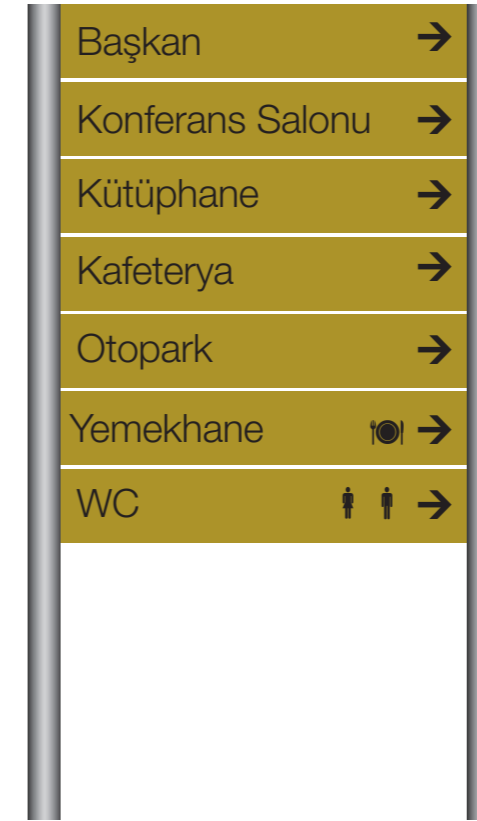 Başkan
Konferans Salonu
Kütüphane
Kafeterya
Otopark
Yemekhane
WC